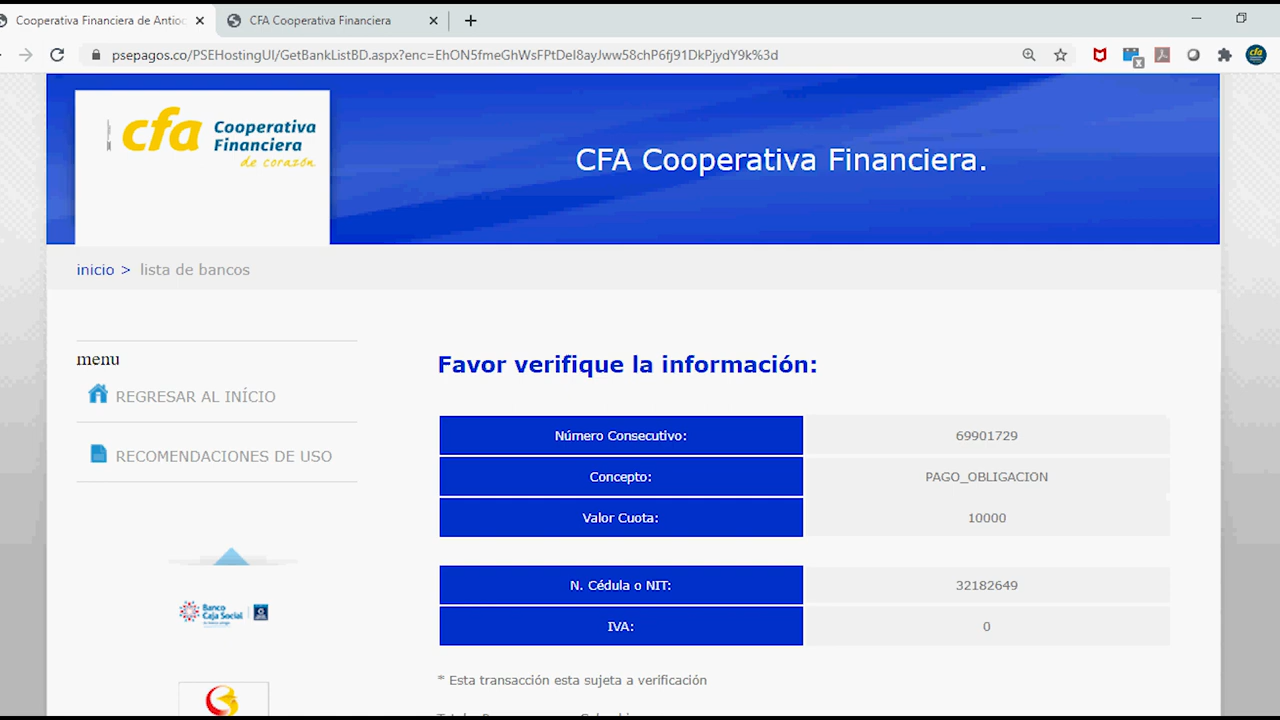 Cooperativa Financiera de Antioc
CFA Cooperativa Financiera
psepagos.co/PSEHostingUI/GetBankListBD.aspx?enc=EhON5fmeGhWsFPtDeI8ayJww58chP6fj91DkPjydY9k%3d
cfa Cooperativa
Financiera
de corazón
CFA Cooperativa Financiera.
inicio > lista de bancos
menu
REGRESAR AL INÍCIO
RECOMENDACIONES DE USO
Banco
Caja Social
Favor verifique la información:
Número Consecutivo: 69901729
Concepto: PAGO_OBLIGACION
Valor Cuota: 10000
N. Cédula o NIT: 32182649
IVA: 0
* Esta transacción esta sujeta a verificación